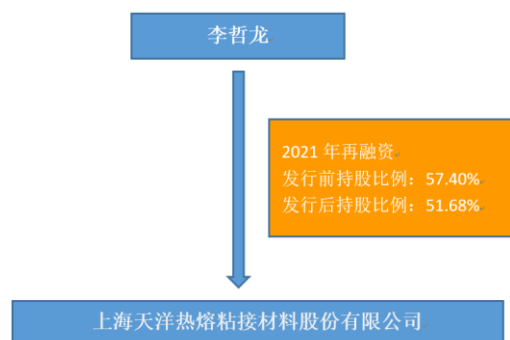 李哲龙
2021 年再融资
发行前持股比例：57.40%
发行后持股比例：51.68%
上海天洋热熔粘接材料股份有限公司